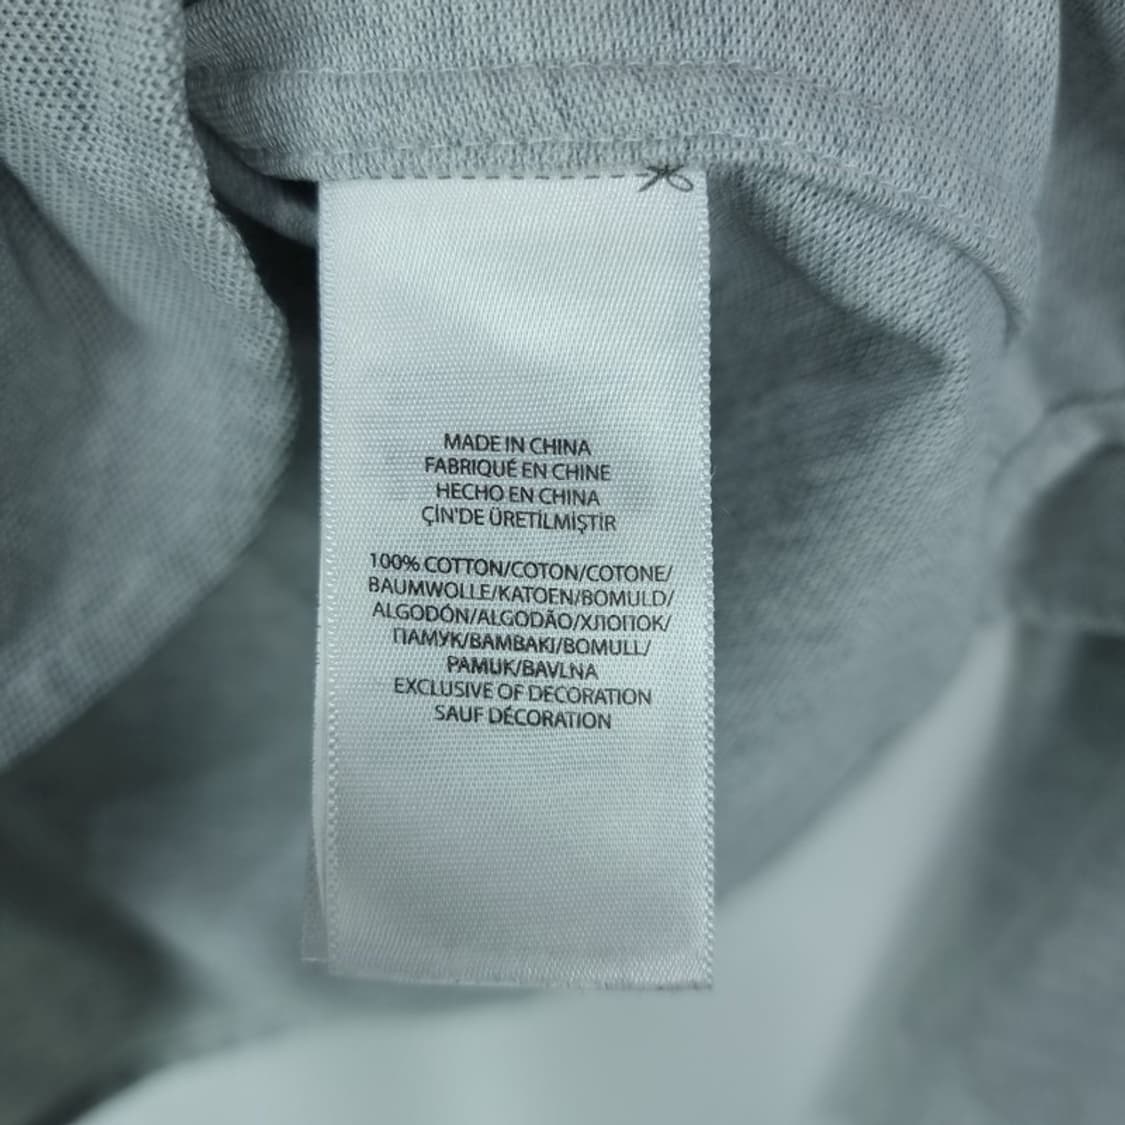 MADE IN CHINA
FABRIQUÉ EN CHINE
HECHO EN CHINA
ÇİN'DE ÜRETİLMİŞTİR
100% COTTON/COTON/COTONE/
BAUMWOLLE/KATOEN/BOMULD/
ALGODÓN/ALGODÃO/ХЛОПОК/
ПАМУК/ΒΑΜΒΑΚΙ/BOMULL/
PAMUK/BAVLNA
EXCLUSIVE OF DECORATION
SAUF DÉCORATION